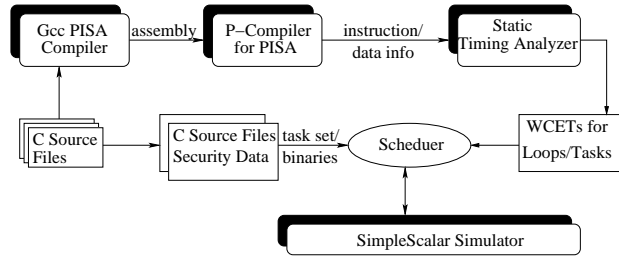 Gcc PISA
Compiler
assembly
P−Compiler
for PISA
instruction/
data info
Static
Timing Analyzer
C Source
Files
C Source Files
Security Data
task set/
binaries
Scheduer
WCETs for
Loops/Tasks
SimpleScalar Simulator